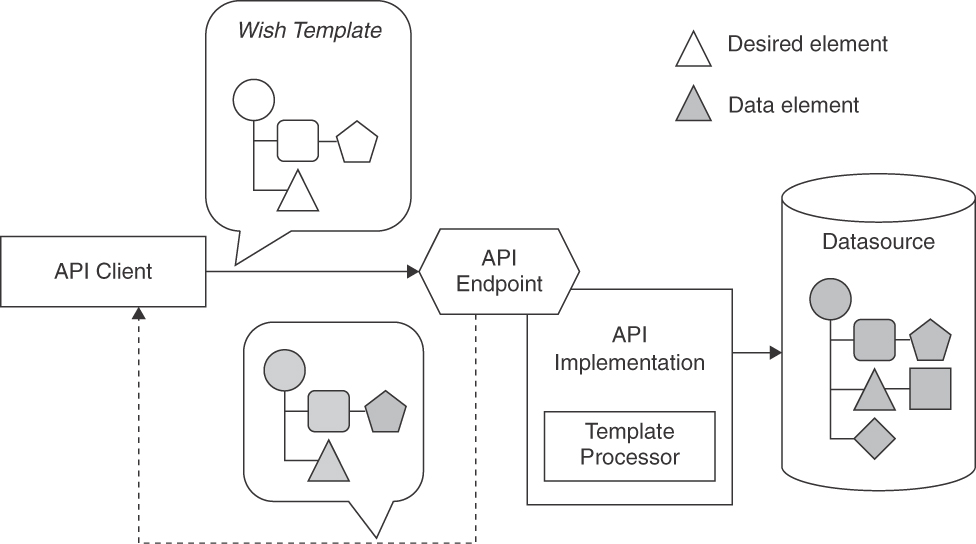 Wish Template
Desired element
Data element
Datasource
API Client
API
Endpoint
API
Implementation
Template
Processor